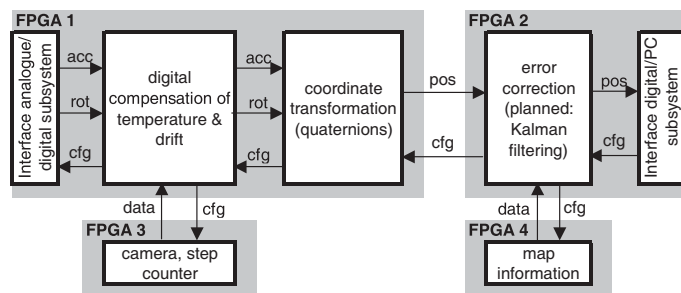 FPGA 1
Interface analogue/
digital subsystem
acc
rot
cfg
digital
compensation of
temperature &
drift
acc
rot
cfg
coordinate
transformation
(quaternions)
pos
cfg
FPGA 2
error
correction
(planned:
Kalman
filtering)
pos
cfg
Interface digital/PC
subsystem
data
cfg
FPGA 3
camera, step
counter
data
cfg
FPGA 4
map
information